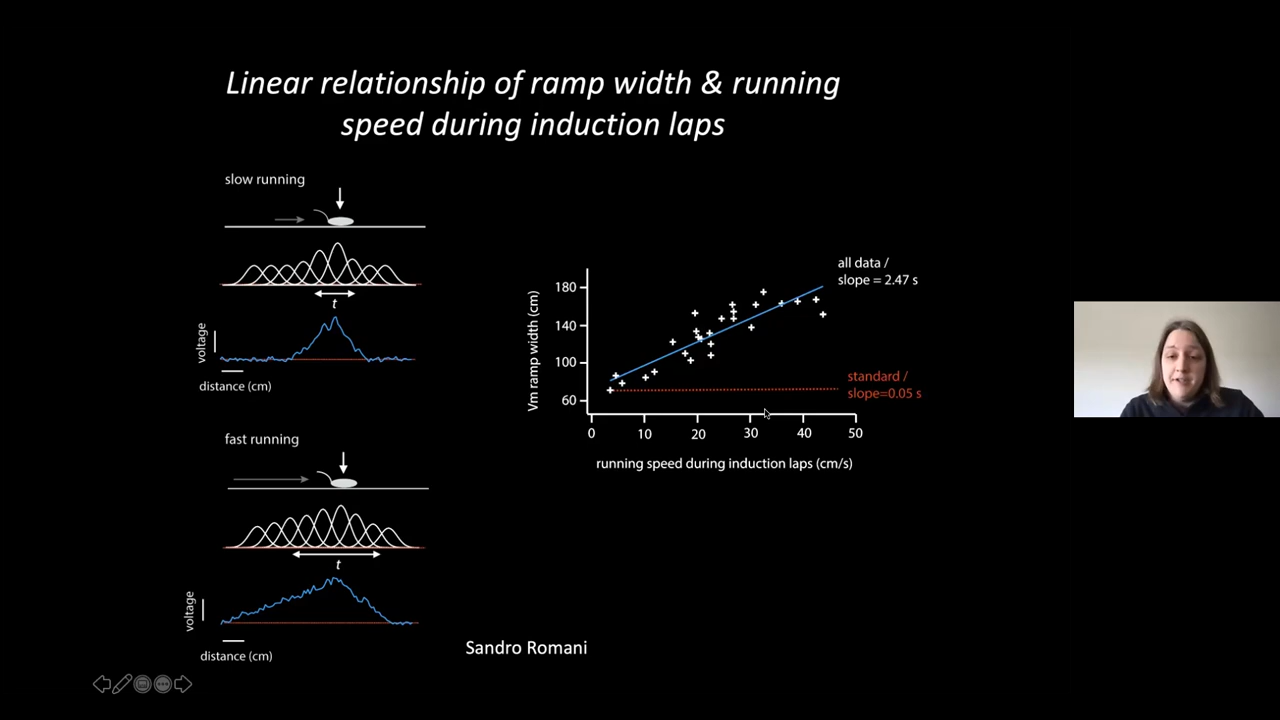 Linear relationship of ramp width & running
speed during induction laps
slow running
t
voltage
distance (cm)
fast running
t
voltage
distance (cm)
Vm ramp width (cm)
180
140
100
60
0 10 20 30 40 50
running speed during induction laps (cm/s)
all data /
slope = 2.47 s
standard /
slope=0.05 s
Sandro Romani